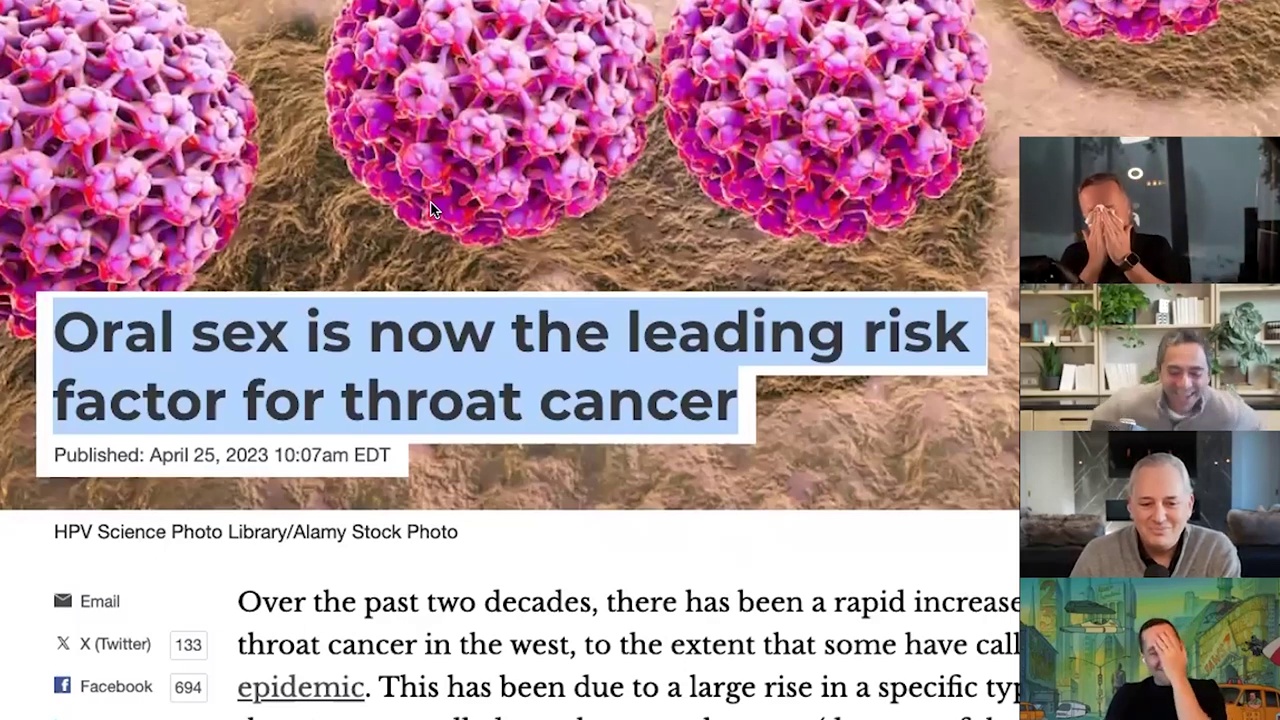 Oral sex is now the leading risk
factor for throat cancer
Published: April 25, 2023 10:07am EDT
HPV Science Photo Library/Alamy Stock Photo
Email
X (Twitter) 133
Facebook 694
Over the past two decades, there has been a rapid increase
throat cancer in the west, to the extent that some have call
epidemic. This has been due to a large rise in a specific typ